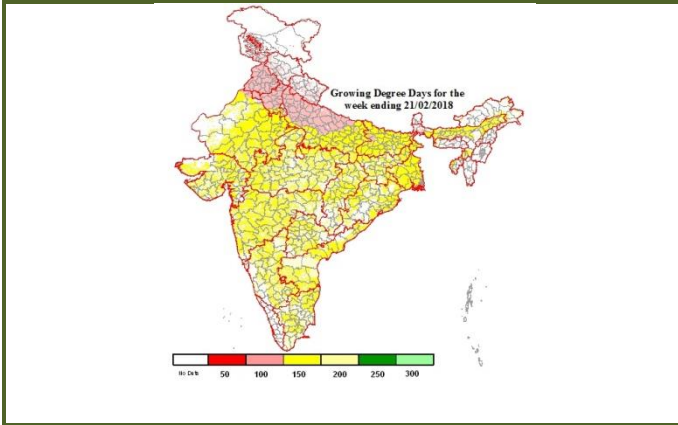 Growing Degree Days for the
week ending 21/02/2018
No Data 50 100 150 200 250 300